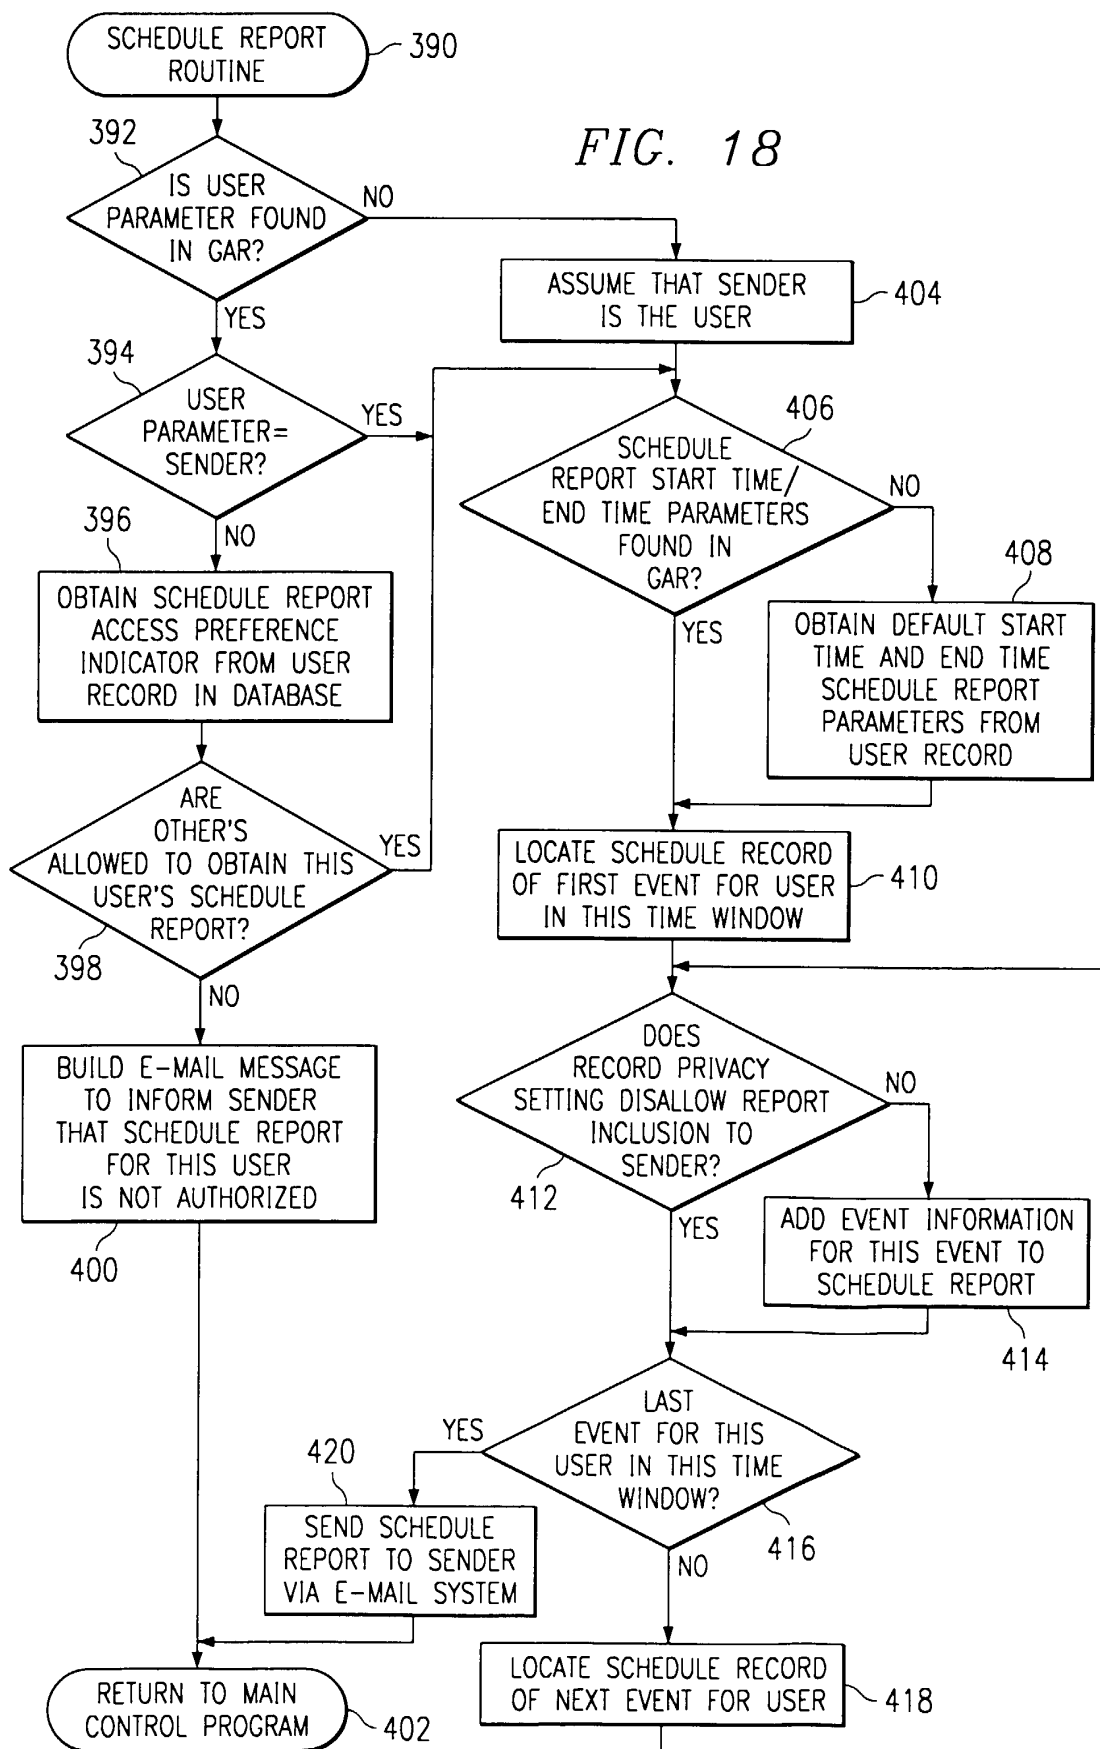 SCHEDULE REPORT
ROUTINE
390
FIG. 18
392
IS USER
PARAMETER FOUND
IN GAR?
NO
YES
ASSUME THAT SENDER
IS THE USER
404
394
USER
PARAMETER=
SENDER?
YES
NO
406
SCHEDULE
REPORT START TIME/
END TIME PARAMETERS
FOUND IN
GAR?
NO
YES
396
OBTAIN SCHEDULE REPORT
ACCESS PREFERENCE
INDICATOR FROM USER
RECORD IN DATABASE
408
OBTAIN DEFAULT START
TIME AND END TIME
SCHEDULE REPORT
PARAMETERS FROM
USER RECORD
ARE
OTHER'S
ALLOWED TO OBTAIN THIS
USER'S SCHEDULE
REPORT?
YES
398
NO
LOCATE SCHEDULE RECORD
OF FIRST EVENT FOR USER
IN THIS TIME WINDOW
410
BUILD E-MAIL MESSAGE
TO INFORM SENDER
THAT SCHEDULE REPORT
FOR THIS USER
IS NOT AUTHORIZED
400
DOES
RECORD PRIVACY
SETTING DISALLOW REPORT
INCLUSION TO
SENDER?
NO
412
YES
ADD EVENT INFORMATION
FOR THIS EVENT TO
SCHEDULE REPORT
414
LAST
EVENT FOR THIS
USER IN THIS TIME
WINDOW?
YES
416
NO
420
SEND SCHEDULE
REPORT TO SENDER
VIA E-MAIL SYSTEM
LOCATE SCHEDULE RECORD
OF NEXT EVENT FOR USER
418
RETURN TO MAIN
CONTROL PROGRAM
402